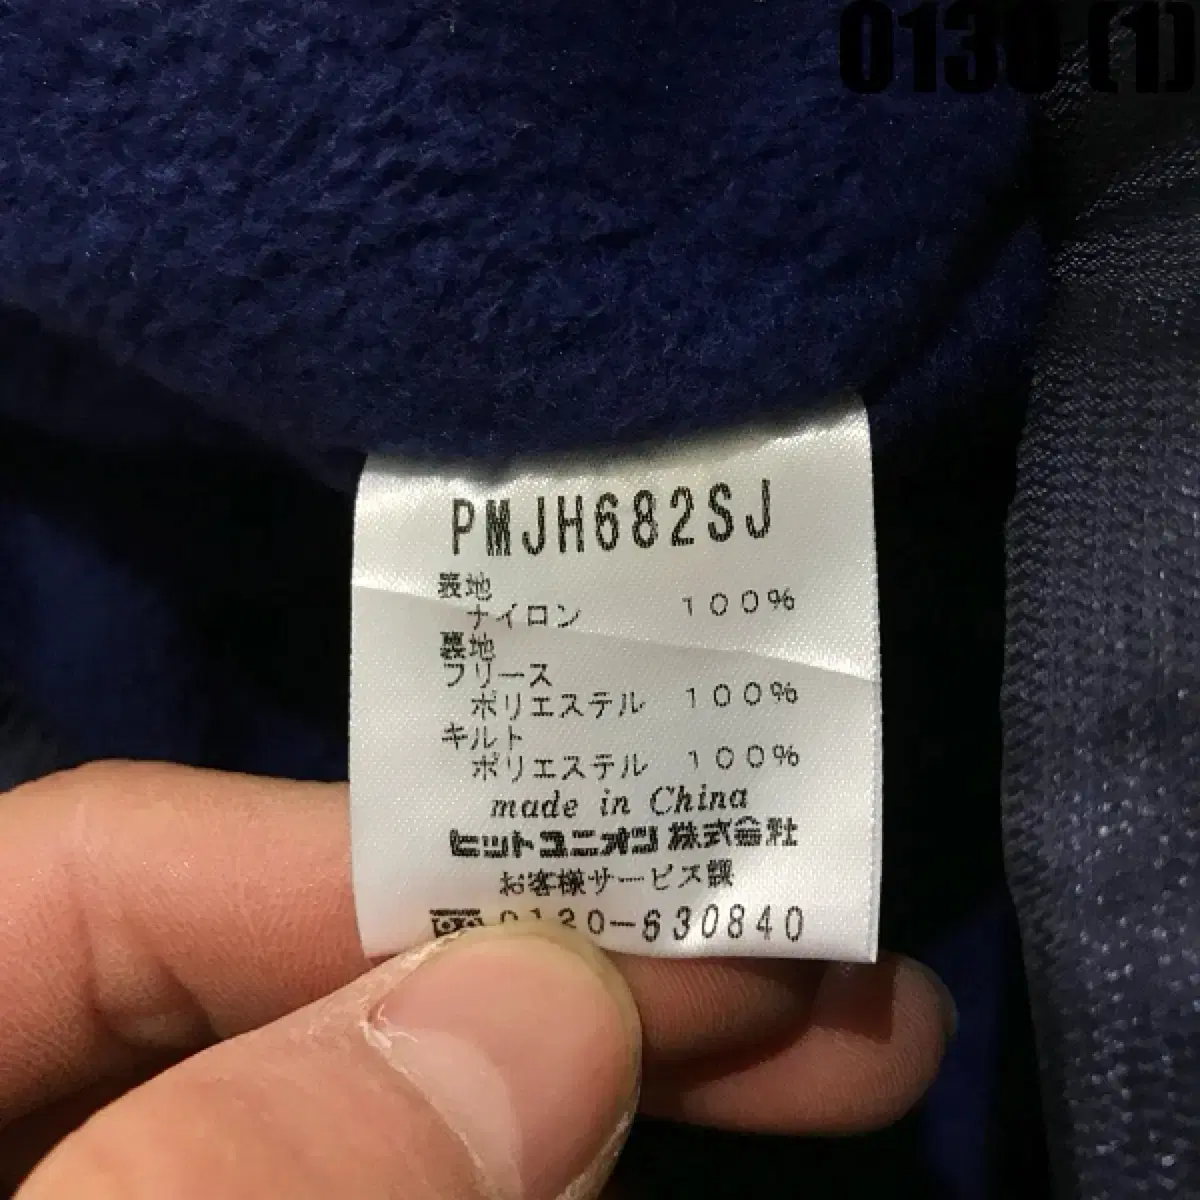 0130 (1)
PMJH682SJ
表地
ナイロン 100%
裏地
フリース
ポリエステル 100%
キルト
ポリエステル 100%
made in China
ヒットユニオン 株式会社
お客様サービス課
630840